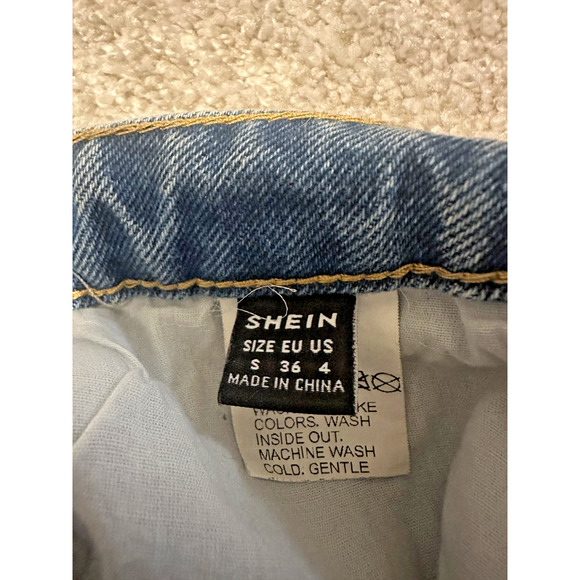 SHEIN
SIZE EU US
S 36 4
MADE IN CHINA
COLORS. WASH
INSIDE OUT.
MACHINE WASH
COLD. GENTLE